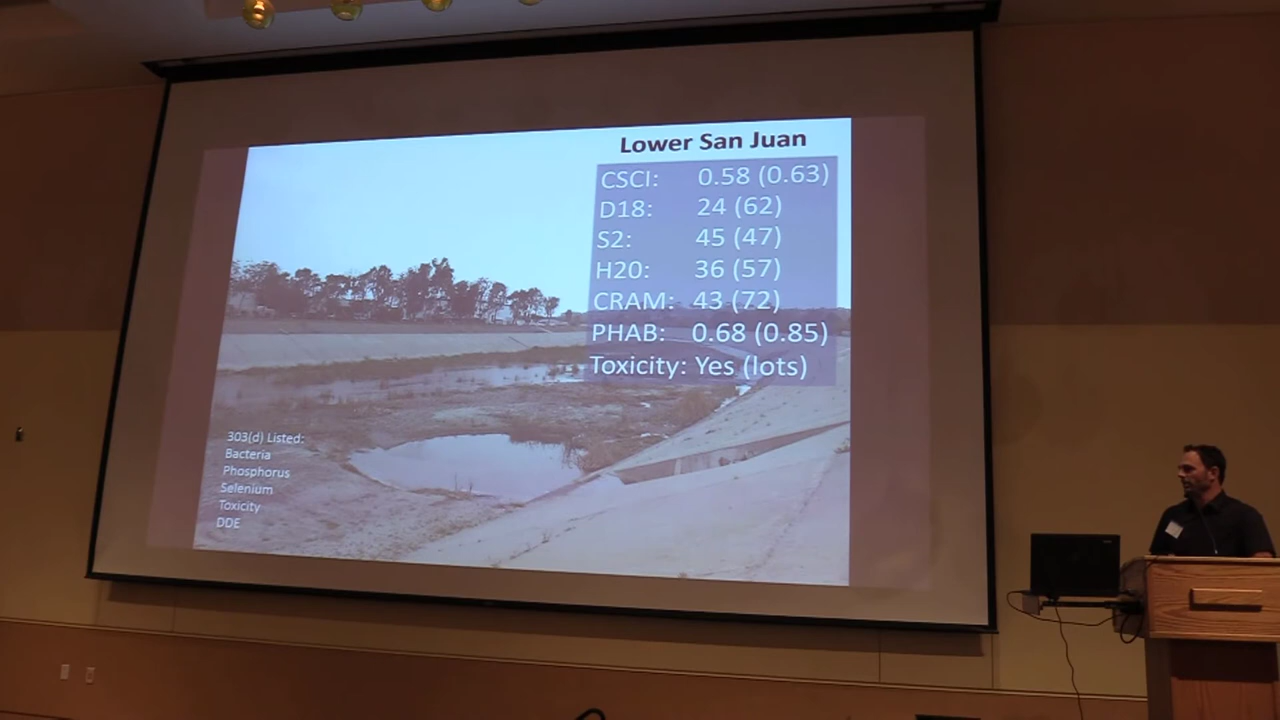 Lower San Juan
CSCI: 0.58 (0.63)
D18: 24 (62)
S2: 45 (47)
H20: 36 (57)
CRAM: 43 (72)
PHAB: 0.68 (0.85)
Toxicity: Yes (lots)
303(d) Listed:
Bacteria
Phosphorus
Selenium
Toxicity
DDE